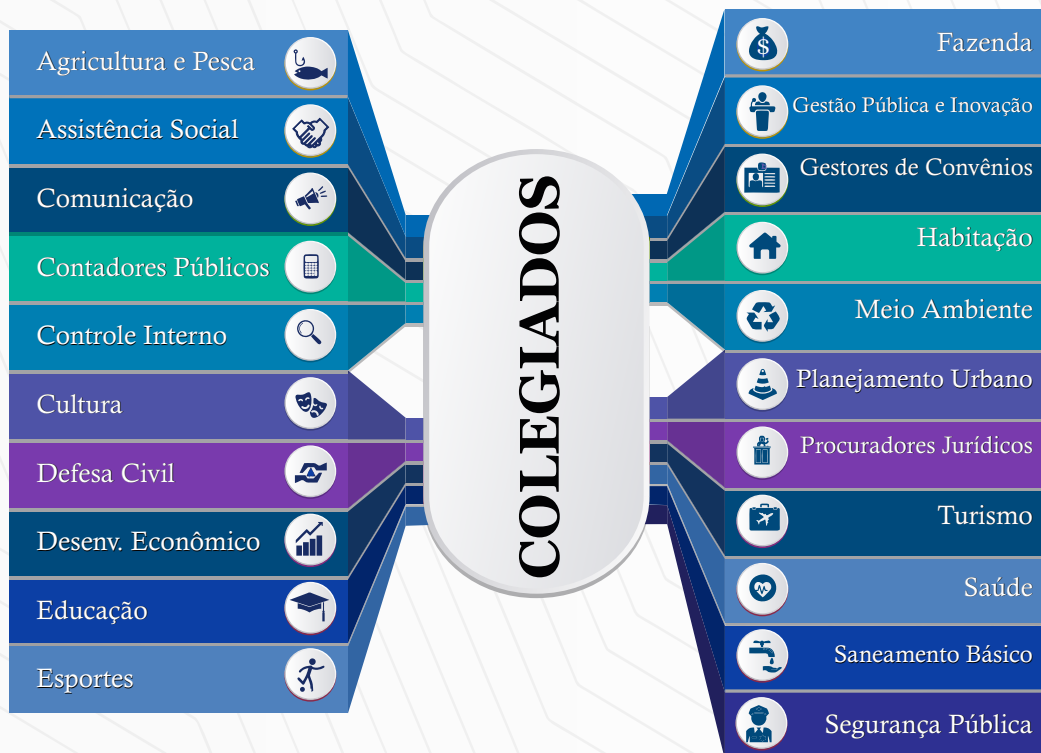 Agricultura e Pesca
Assistência Social
Comunicação
Contadores Públicos
Controle Interno
Cultura
Defesa Civil
Desenv. Econômico
Educação
Esportes
COLEGIADOS
Fazenda
Gestão Pública e Inovação
Gestores de Convênios
Habitação
Meio Ambiente
Planejamento Urbano
Procuradores Jurídicos
Turismo
Saúde
Saneamento Básico
Segurança Pública